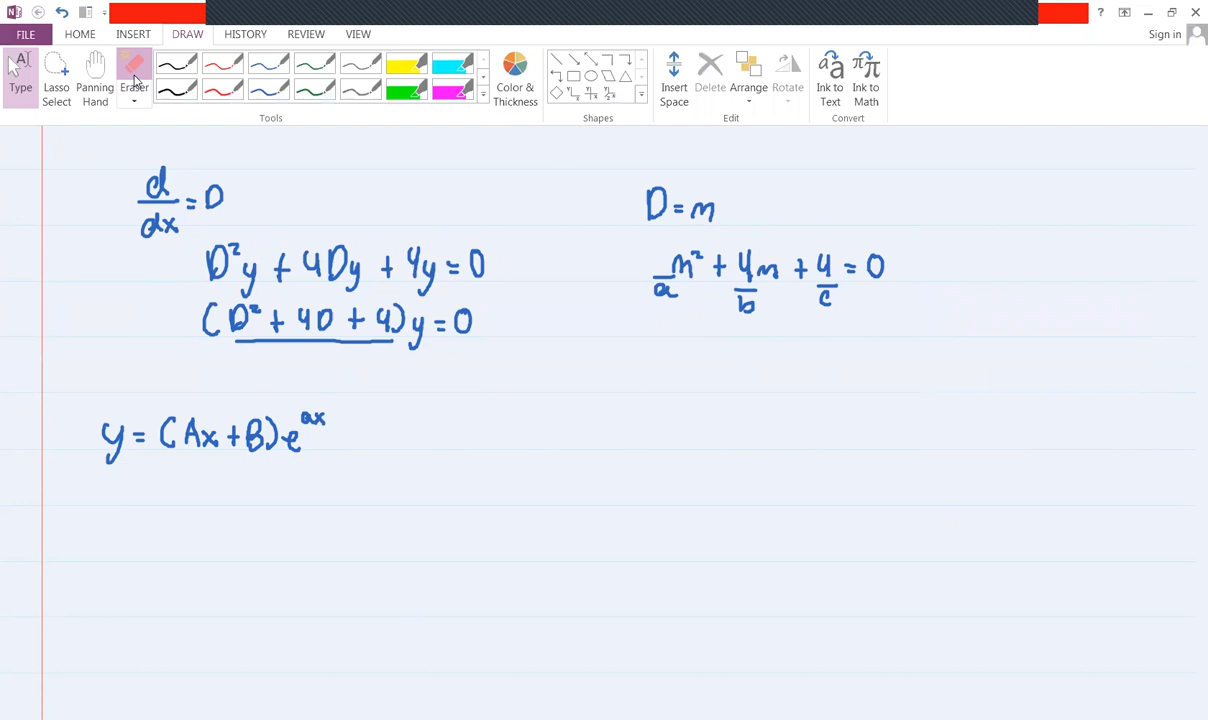 FILE HOME INSERT DRAW HISTORY REVIEW VIEW
? Sign in
Type Lasso Select Panning Hand Eraser
Color & Thickness
Insert Space Delete Arrange Rotate
Ink to Text Ink to Math
Tools Shapes Edit Convert
d/dx = D
D²y + 4Dy + 4y = 0
(D² + 4D + 4)y = 0
y = (Ax + B)e^ax
D = m
m² + 4m + 4 = 0
a b c